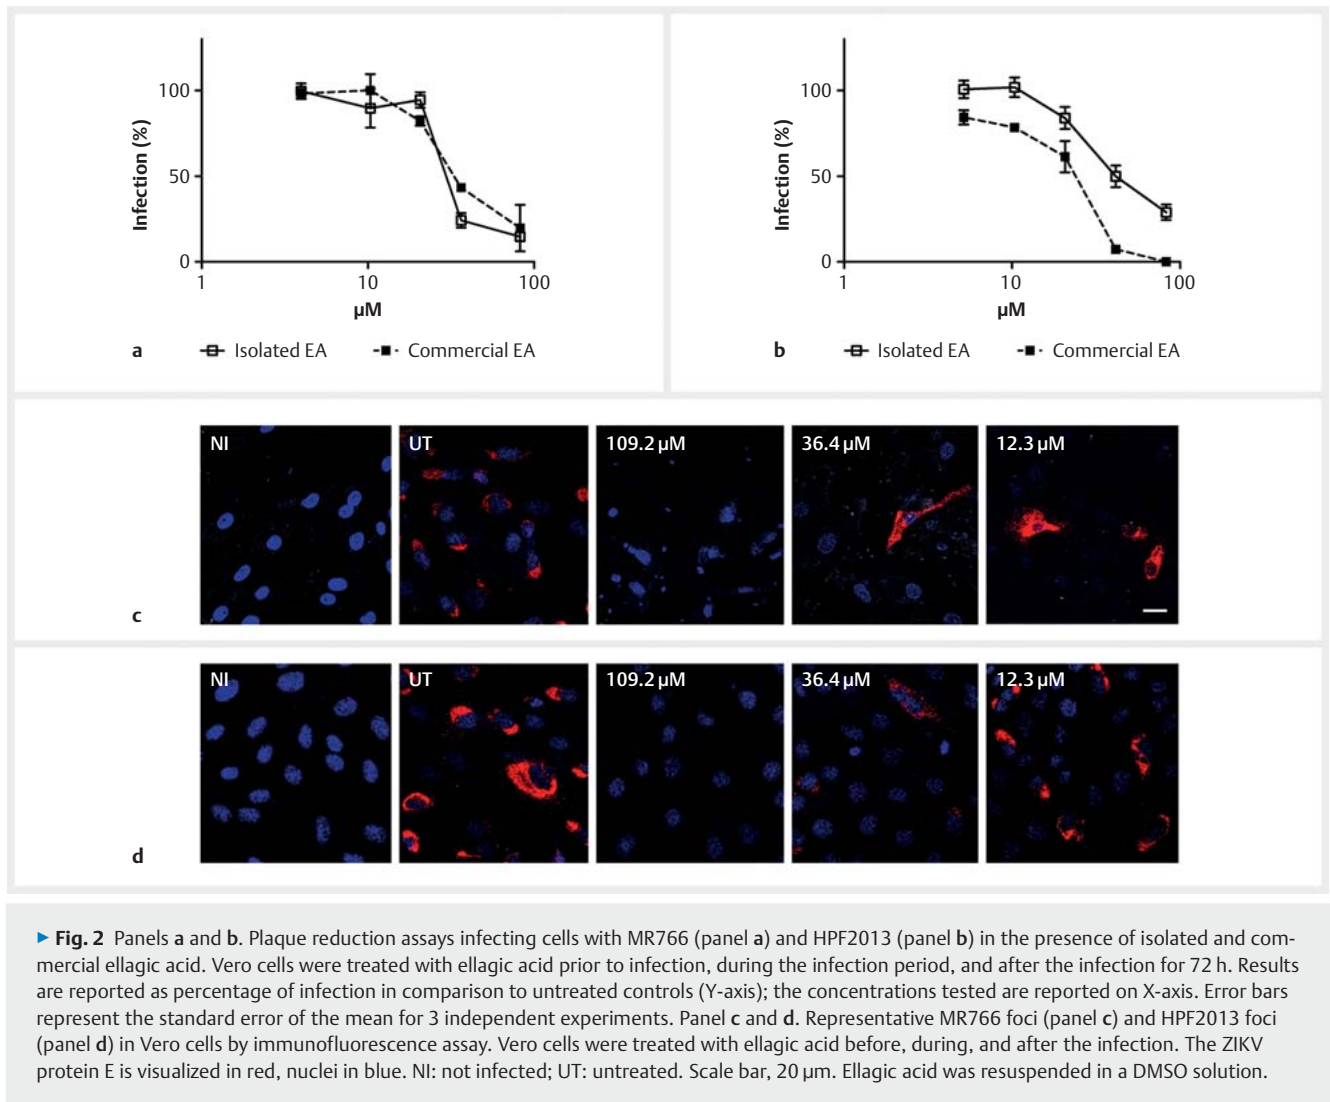 100
50
0
Infection (%)
1
10
100
µM
a
Isolated EA
Commercial EA
100
50
0
Infection (%)
1
10
100
µM
b
Isolated EA
Commercial EA
NI
UT
109.2 µM
36.4 µM
12.3 µM
c
NI
UT
109.2 µM
36.4 µM
12.3 µM
d
▶ Fig. 2 Panels a and b. Plaque reduction assays infecting cells with MR766 (panel a) and HPF2013 (panel b) in the presence of isolated and com-
mercial ellagic acid. Vero cells were treated with ellagic acid prior to infection, during the infection period, and after the infection for 72 h. Results
are reported as percentage of infection in comparison to untreated controls (Y-axis); the concentrations tested are reported on X-axis. Error bars
represent the standard error of the mean for 3 independent experiments. Panel c and d. Representative MR766 foci (panel c) and HPF2013 foci
(panel d) in Vero cells by immunofluorescence assay. Vero cells were treated with ellagic acid before, during, and after the infection. The ZIKV
protein E is visualized in red, nuclei in blue. NI: not infected; UT: untreated. Scale bar, 20 µm. Ellagic acid was resuspended in a DMSO solution.